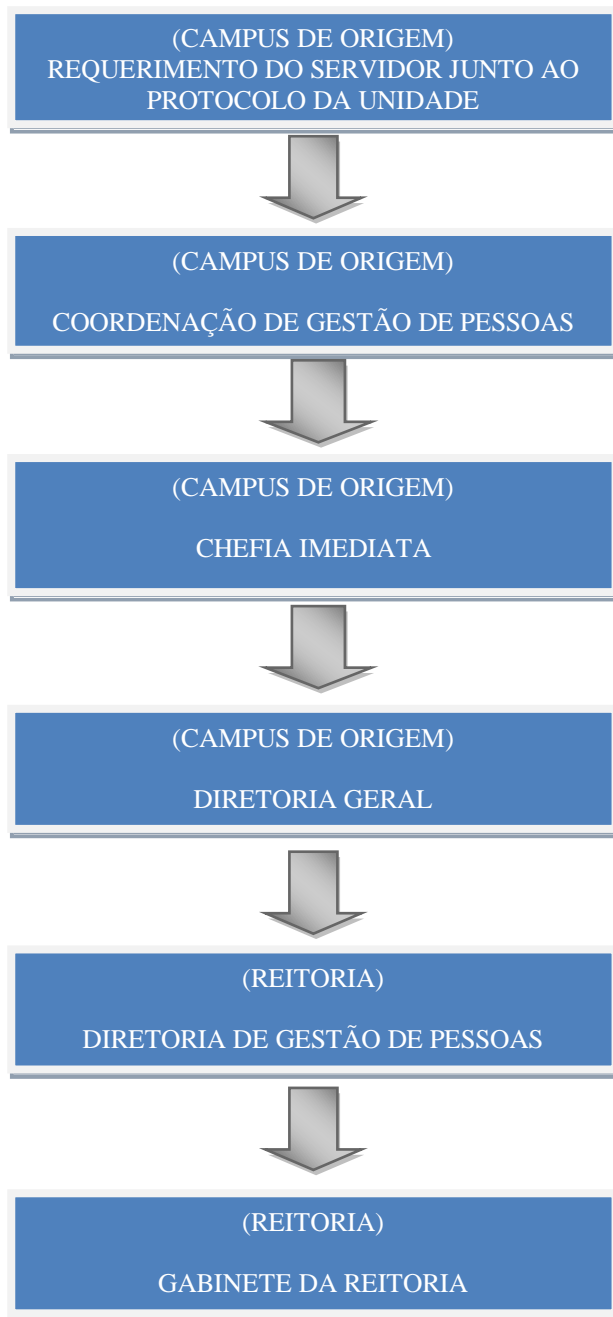 (CAMPUS DE ORIGEM)
REQUERIMENTO DO SERVIDOR JUNTO AO
PROTOCOLO DA UNIDADE
(CAMPUS DE ORIGEM)
COORDENAÇÃO DE GESTÃO DE PESSOAS
(CAMPUS DE ORIGEM)
CHEFIA IMEDIATA
(CAMPUS DE ORIGEM)
DIRETORIA GERAL
(REITORIA)
DIRETORIA DE GESTÃO DE PESSOAS
(REITORIA)
GABINETE DA REITORIA